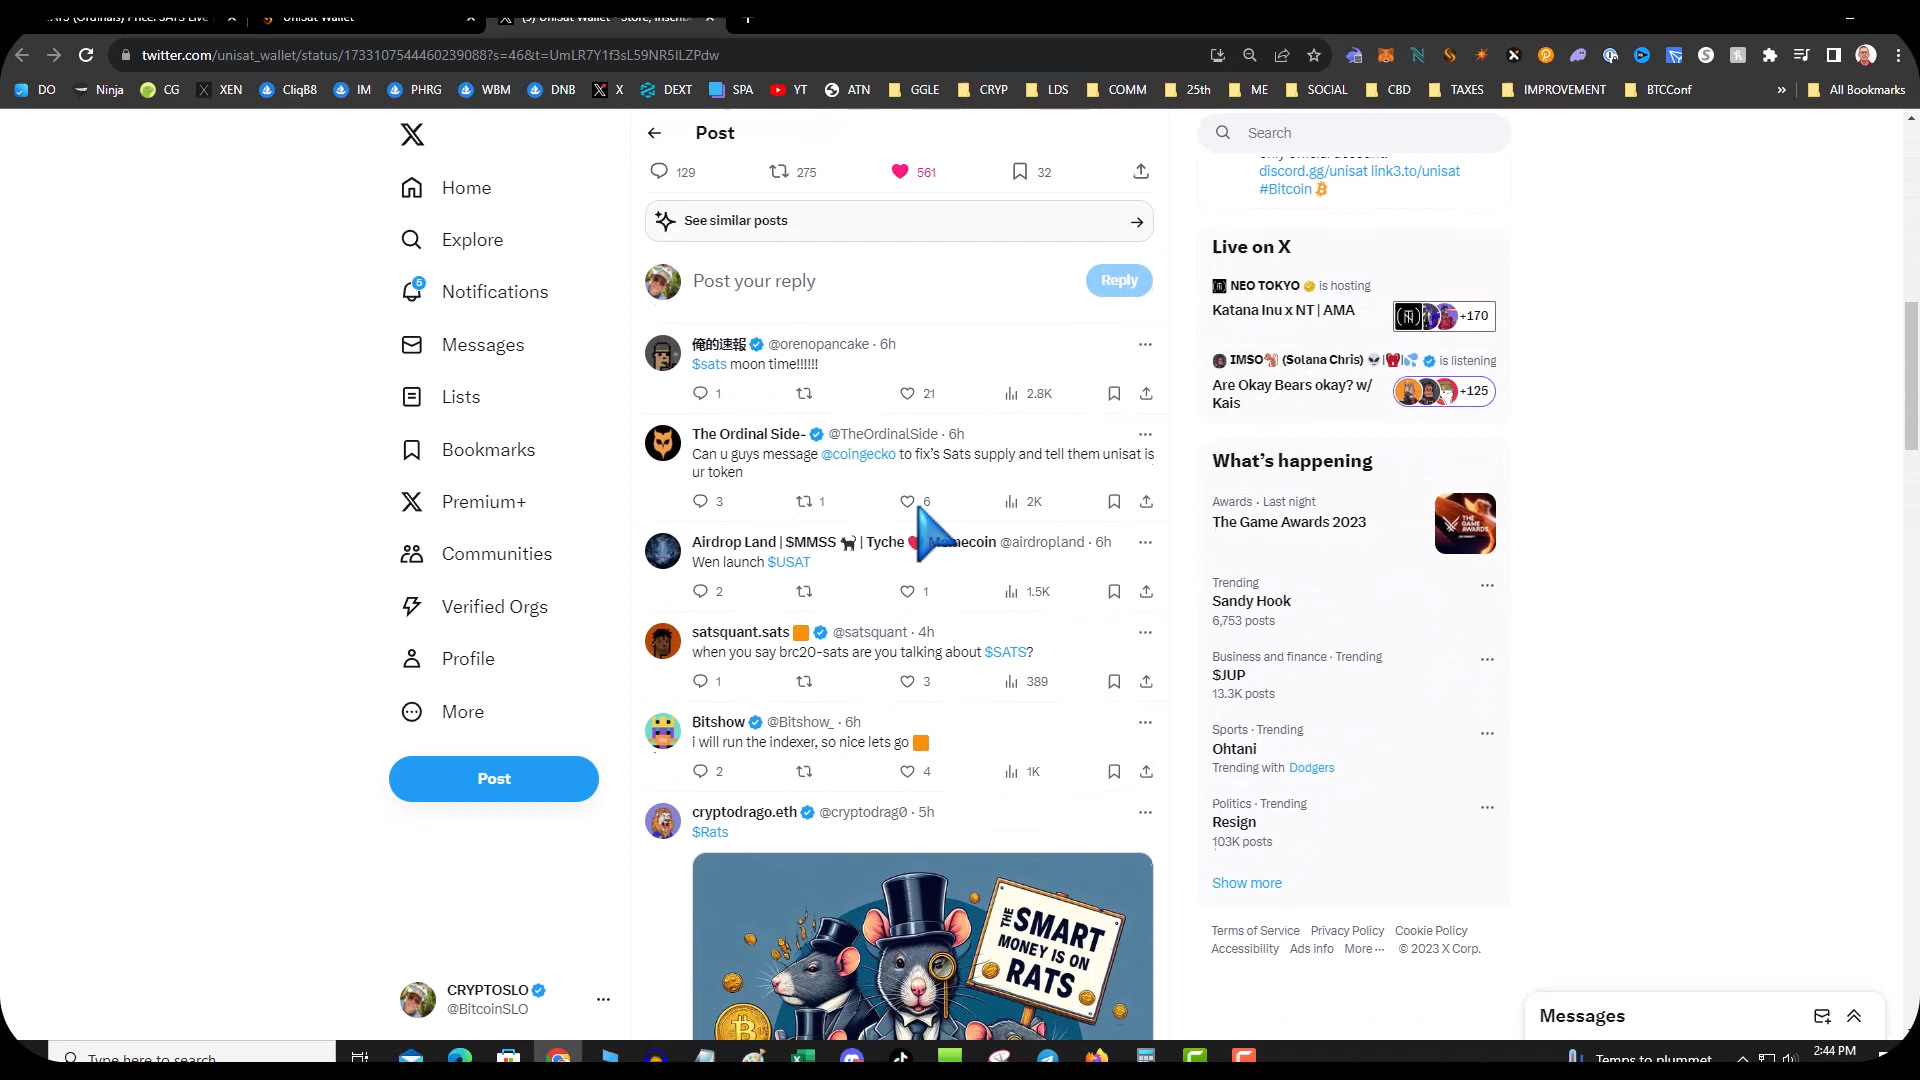 UniSat Wallet
twitter.com/unisat_wallet/status/1733107544460239088?s=46&t=UmLR7Y1f3sL59NR5ILZPdw
DO Ninja CG XEN CliqB8 IM PHRG WBM DNB X DEXT SPA YT ATN GGLE CRYP LDS COMM 25th ME SOCIAL CBD TAXES IMPROVEMENT BTCConf » All Bookmarks
Post
129 275 561 32
See similar posts
Post your reply
Reply
俺的速報 @orenopancake · 6h
$sats moon time!!!!!!
1 21 2.8K
The Ordinal Side- @TheOrdinalSide · 6h
Can u guys message @coingecko to fix's Sats supply and tell them unisat is
ur token
3 1 6 2K
Airdrop Land | $MMSS | Tyche Memecoin @airdropland · 6h
Wen launch $USAT
2 1 1.5K
satsquant.sats @satsquant · 4h
when you say brc20-sats are you talking about $SATS?
1 3 389
Bitshow @Bitshow_ · 6h
i will run the indexer, so nice lets go
2 4 1K
cryptodrago.eth @cryptodrag0 · 5h
$Rats
THE SMART
MONEY IS ON
RATS
Home
Explore
6
Notifications
Messages
Lists
Bookmarks
Premium+
Communities
Verified Orgs
Profile
More
Post
CRYPTOSLO
@BitcoinSLO
Search
discord.gg/unisat link3.to/unisat
#Bitcoin
Live on X
NEO TOKYO is hosting
Katana Inu x NT | AMA
+170
IMSO (Solana Chris) is listening
Are Okay Bears okay? w/
Kais
+125
What's happening
Awards · Last night
The Game Awards 2023
THE GAME AWARDS
Trending
Sandy Hook
6,753 posts
Business and finance · Trending
$JUP
13.3K posts
Sports · Trending
Ohtani
Trending with Dodgers
Politics · Trending
Resign
103K posts
Show more
Terms of Service Privacy Policy Cookie Policy
Accessibility Ads info More ··· © 2023 X Corp.
Messages
Type here to search
Temps to plummet
2:44 PM